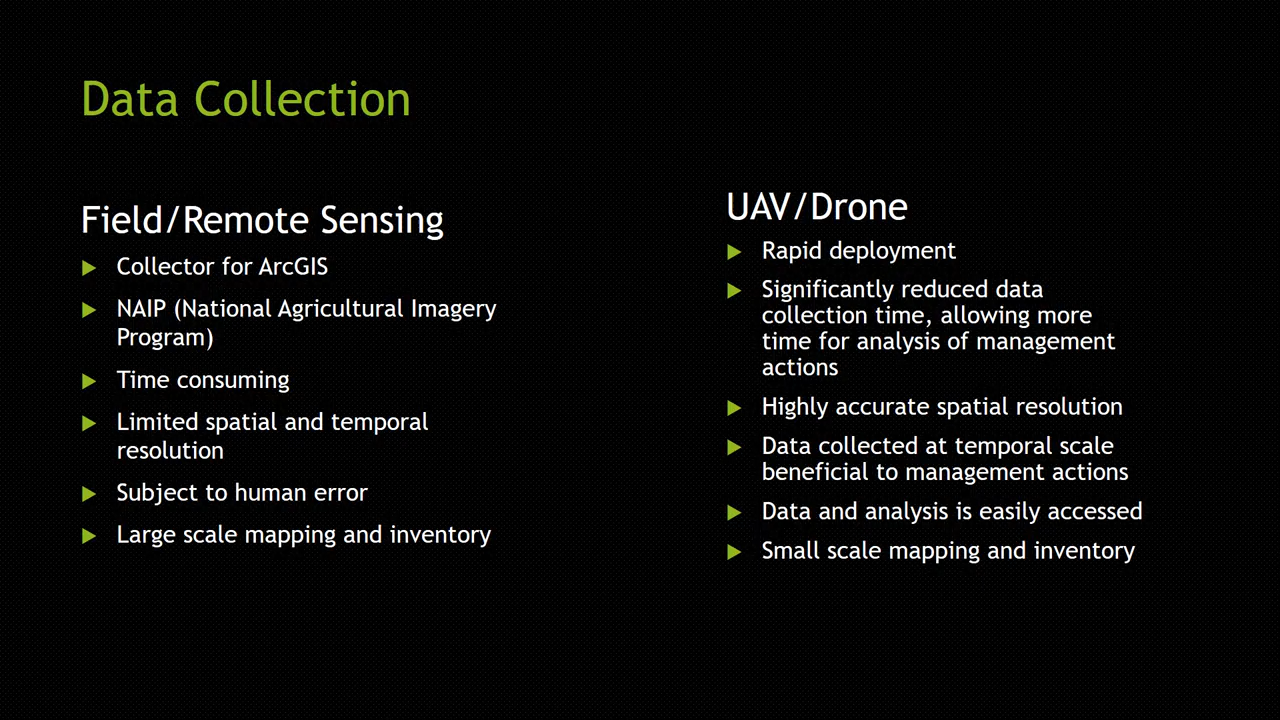 Data Collection
Field/Remote Sensing
Collector for ArcGIS
NAIP (National Agricultural Imagery
Program)
Time consuming
Limited spatial and temporal
resolution
Subject to human error
Large scale mapping and inventory
UAV/Drone
Rapid deployment
Significantly reduced data
collection time, allowing more
time for analysis of management
actions
Highly accurate spatial resolution
Data collected at temporal scale
beneficial to management actions
Data and analysis is easily accessed
Small scale mapping and inventory